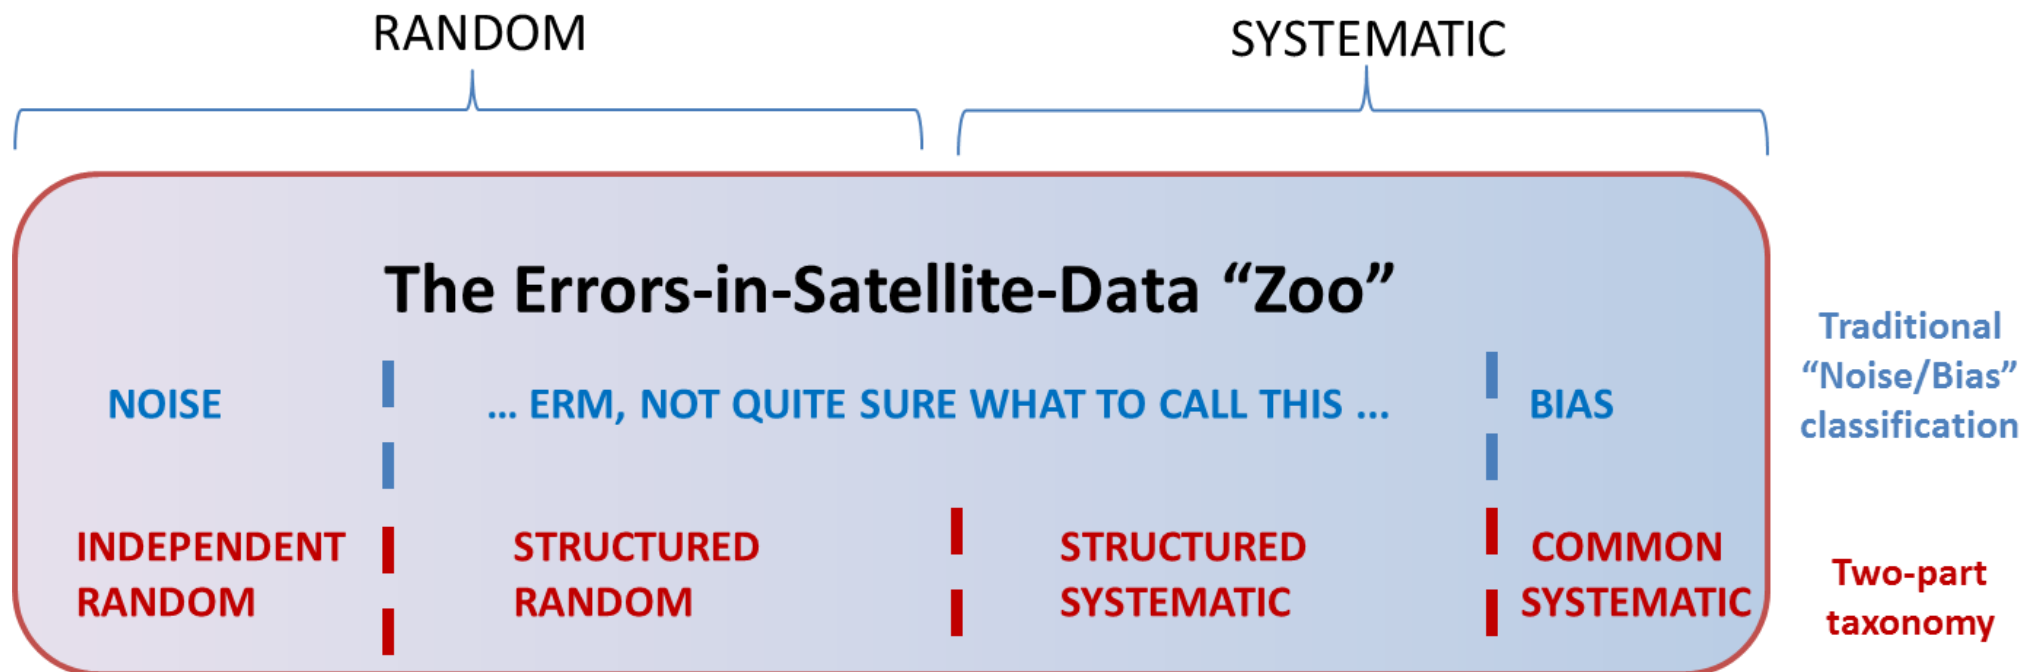 RANDOM
SYSTEMATIC
The Errors-in-Satellite-Data “Zoo”
NOISE
... ERM, NOT QUITE SURE WHAT TO CALL THIS ...
BIAS
Traditional
“Noise/Bias”
classification
INDEPENDENT
RANDOM
STRUCTURED
RANDOM
STRUCTURED
SYSTEMATIC
COMMON
SYSTEMATIC
Two-part
taxonomy